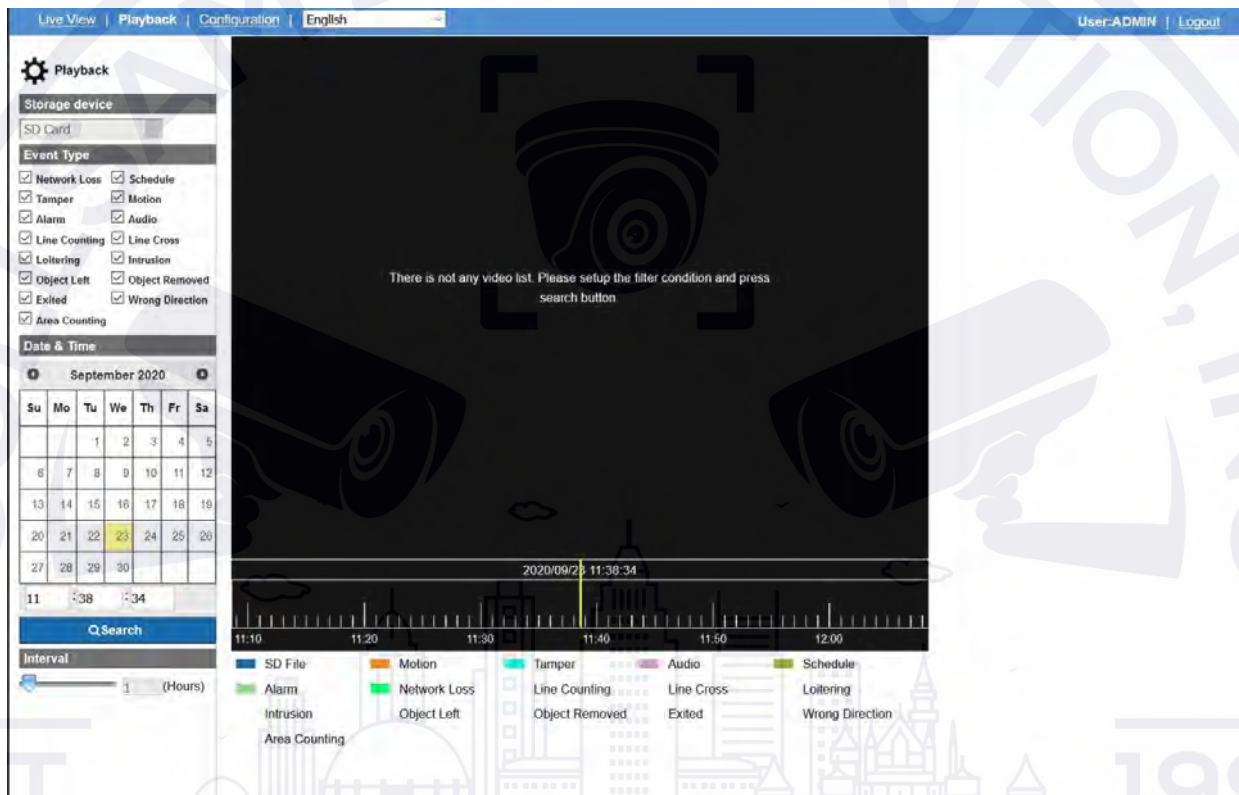 Live View | Playback | Configuration | English
User:ADMIN | Logout
Playback
Storage device
SD Card
Event Type
Network Loss Schedule
Tamper Motion
Alarm Audio
Line Counting Line Cross
Loitering Intrusion
Object Left Object Removed
Exited Wrong Direction
Area Counting
Date & Time
September 2020
Su Mo Tu We Th Fr Sa
1 2 3 4 5
6 7 8 9 10 11 12
13 14 15 16 17 18 19
20 21 22 23 24 25 26
27 28 29 30
11 : 38 : 34
Search
Interval
1 (Hours)
There is not any video list. Please setup the filter condition and press
search button
2020/09/23 11:38:34
11:10 11:20 11:30 11:40 11:50 12:00
SD File Motion Tamper Audio Schedule
Alarm Network Loss Line Counting Line Cross Loitering
Intrusion Object Left Object Removed Exited Wrong Direction
Area Counting